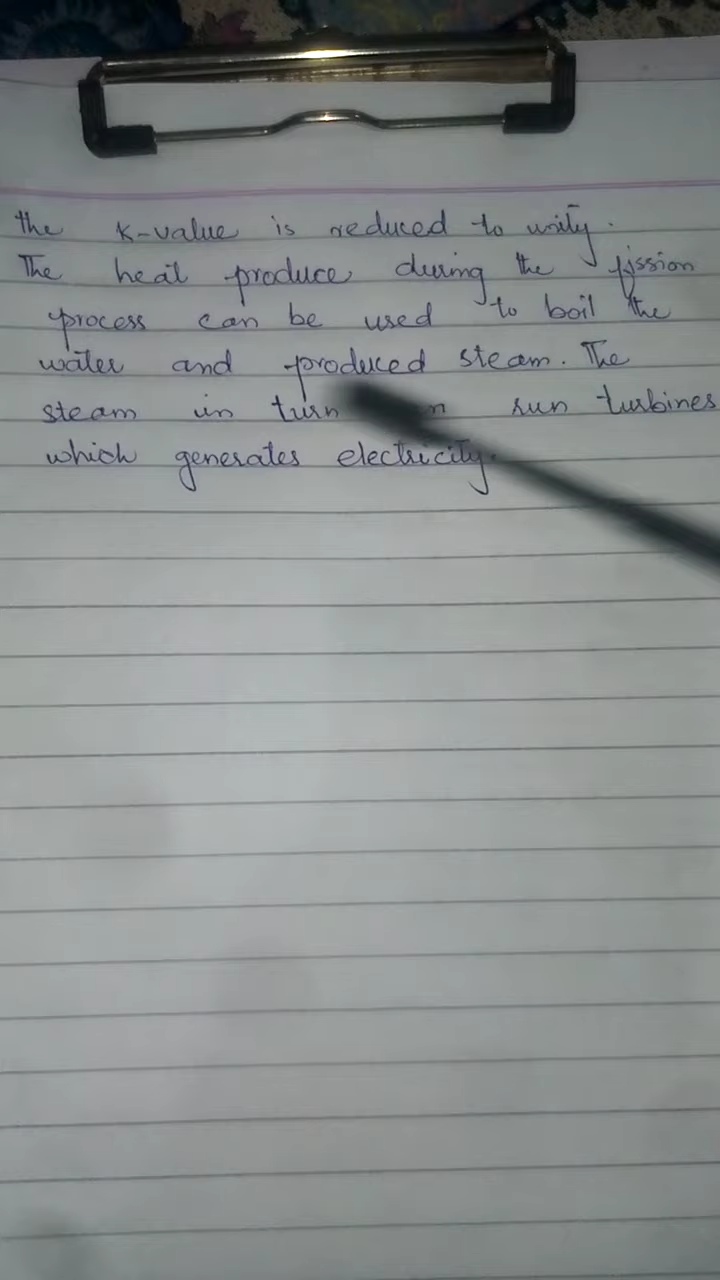 the K-value is reduced to unity.
The heat produce during the fission
process can be used to boil the
water and produced steam. The
steam in turn run turbines
which generates electricity.